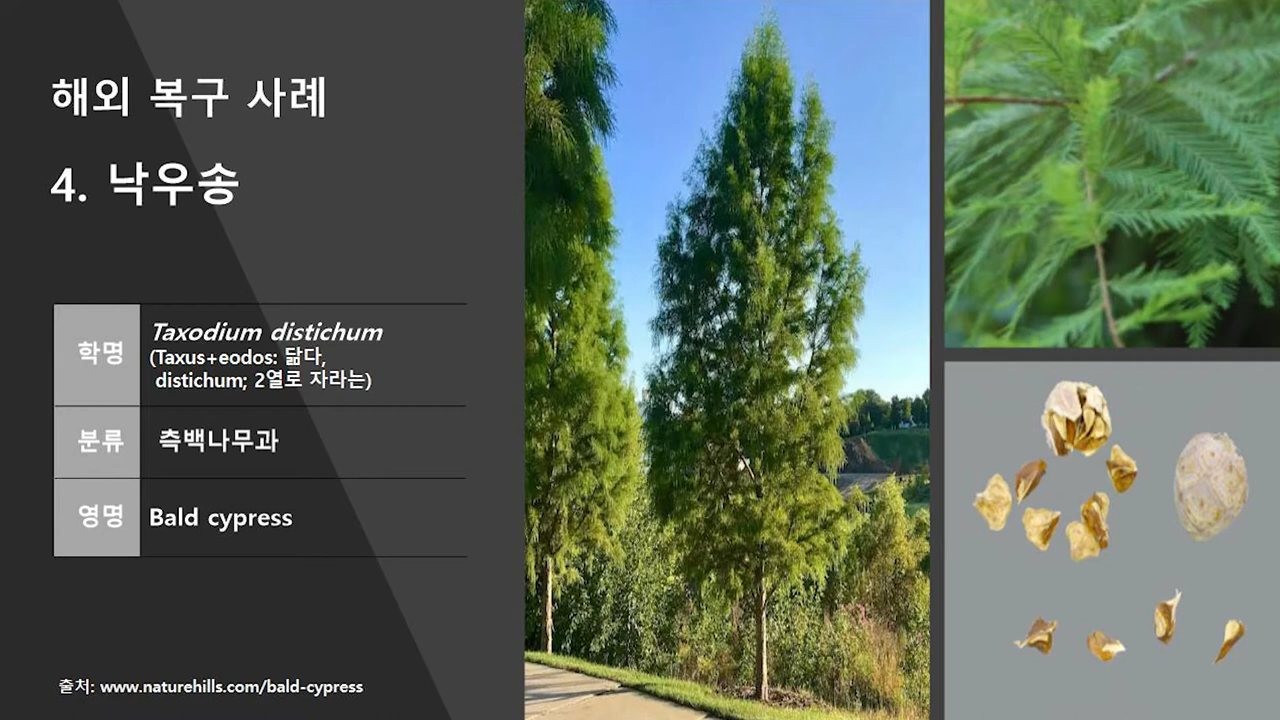 해외 복구 사례
4. 낙우송
학명
Taxodium distichum
(Taxus+eodos: 닮다,
distichum; 2열로 자라는)
분류
측백나무과
영명
Bald cypress
출처: www.naturehills.com/bald-cypress